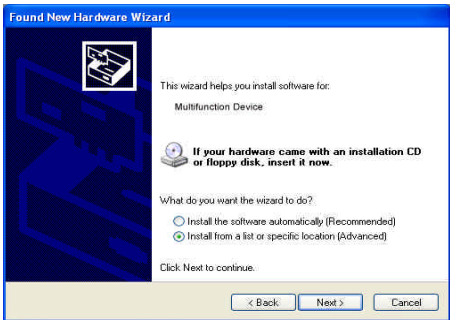 Found New Hardware Wizard
This wizard helps you install software for:
Multifunction Device
If your hardware came with an installation CD
or floppy disk, insert it now.
What do you want the wizard to do?
Install the software automatically (Recommended)
Install from a list or specific location (Advanced)
Click Next to continue.
< Back
Next >
Cancel